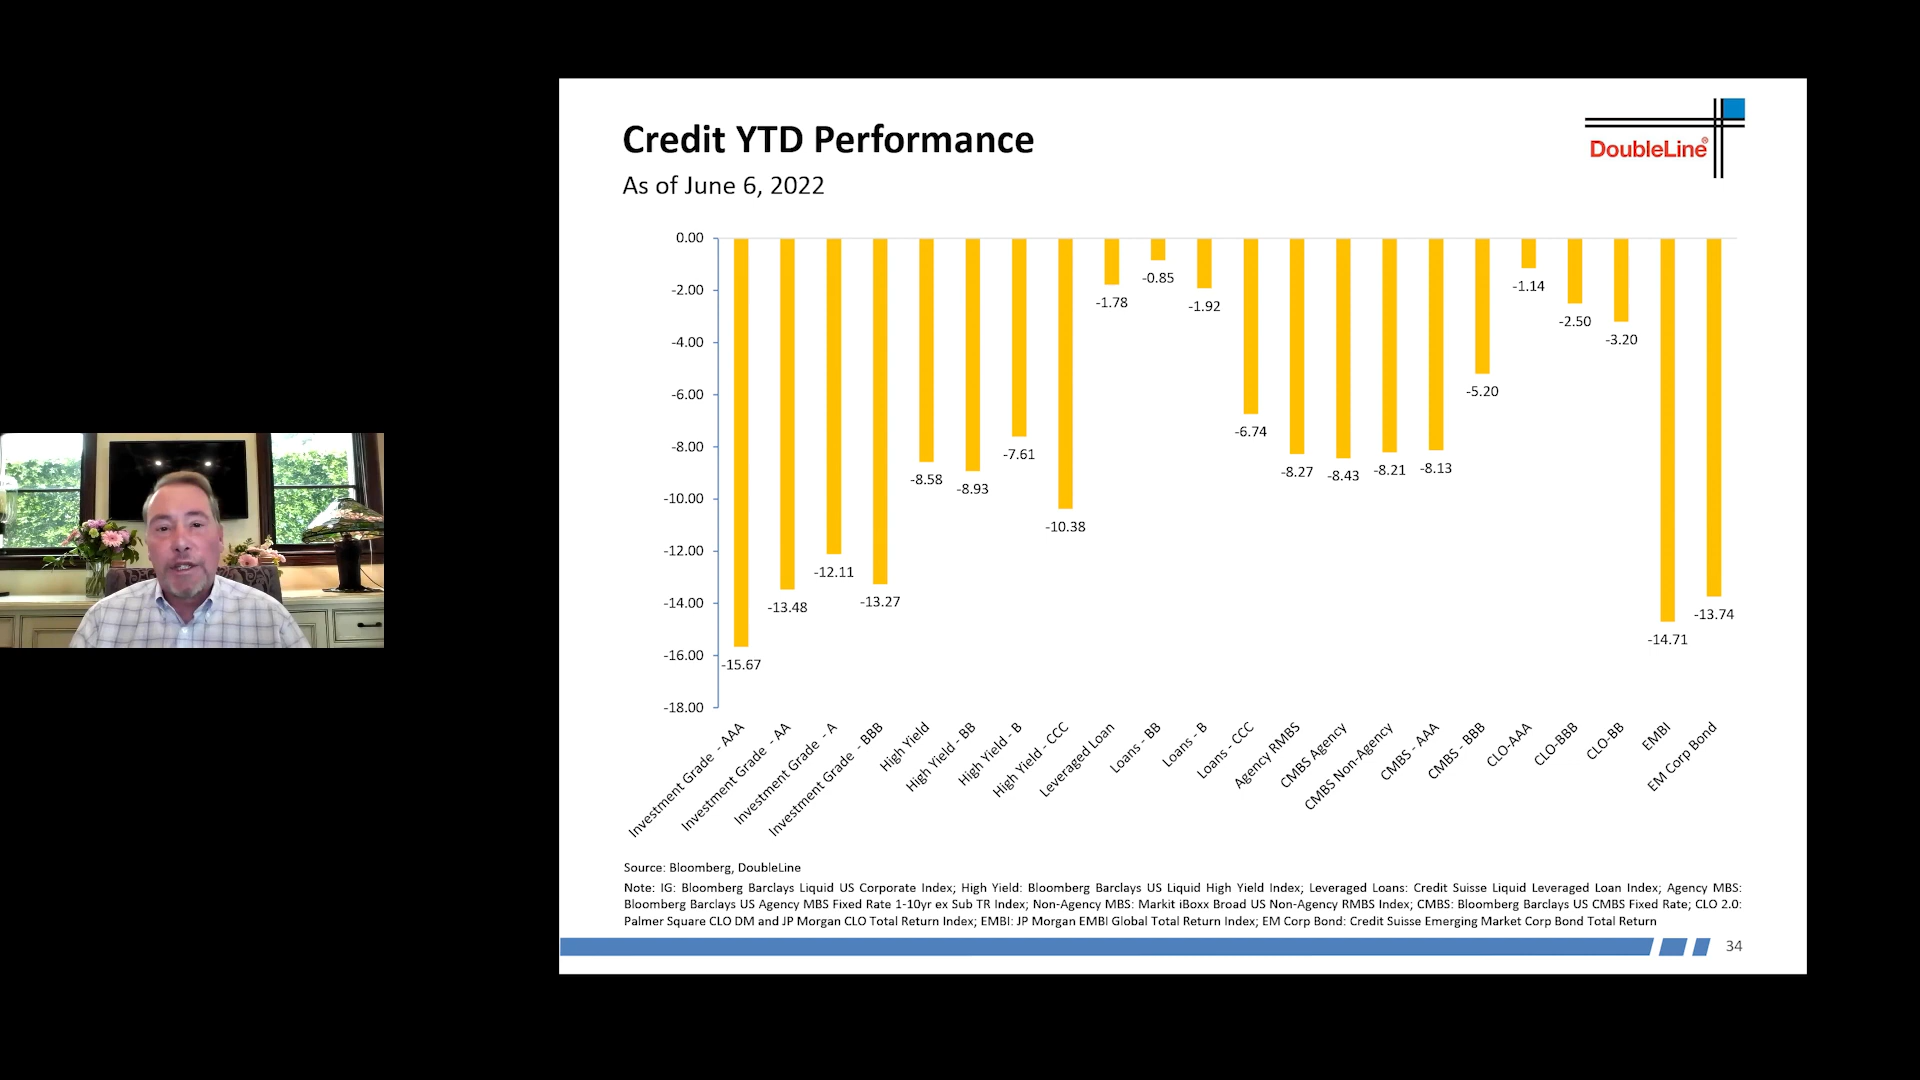 Credit YTD Performance
As of June 6, 2022
DoubleLine®
0.00
-2.00
-4.00
-6.00
-8.00
-10.00
-12.00
-14.00
-16.00
-18.00
-15.67
-13.48
-12.11
-13.27
-8.58
-8.93
-7.61
-10.38
-1.78
-0.85
-1.92
-6.74
-8.27
-8.43
-8.21
-8.13
-5.20
-1.14
-2.50
-3.20
-14.71
-13.74
Investment Grade - AAA
Investment Grade - AA
Investment Grade - A
Investment Grade - BBB
High Yield
High Yield - BB
High Yield - B
High Yield - CCC
Leveraged Loan
Loans - BB
Loans - B
Loans - CCC
Agency RMBS
CMBS Agency
CMBS Non-Agency
CMBS - AAA
CMBS - BBB
CLO-AAA
CLO-BBB
CLO-BB
EMBI
EM Corp Bond
Source: Bloomberg, DoubleLine
Note: IG: Bloomberg Barclays Liquid US Corporate Index; High Yield: Bloomberg Barclays US Liquid High Yield Index; Leveraged Loans: Credit Suisse Liquid Leveraged Loan Index; Agency MBS:
Bloomberg Barclays US Agency MBS Fixed Rate 1-10yr ex Sub TR Index; Non-Agency MBS: Markit iBoxx Broad US Non-Agency RMBS Index; CMBS: Bloomberg Barclays US CMBS Fixed Rate; CLO 2.0:
Palmer Square CLO DM and JP Morgan CLO Total Return Index; EMBI: JP Morgan EMBI Global Total Return Index; EM Corp Bond: Credit Suisse Emerging Market Corp Bond Total Return
34